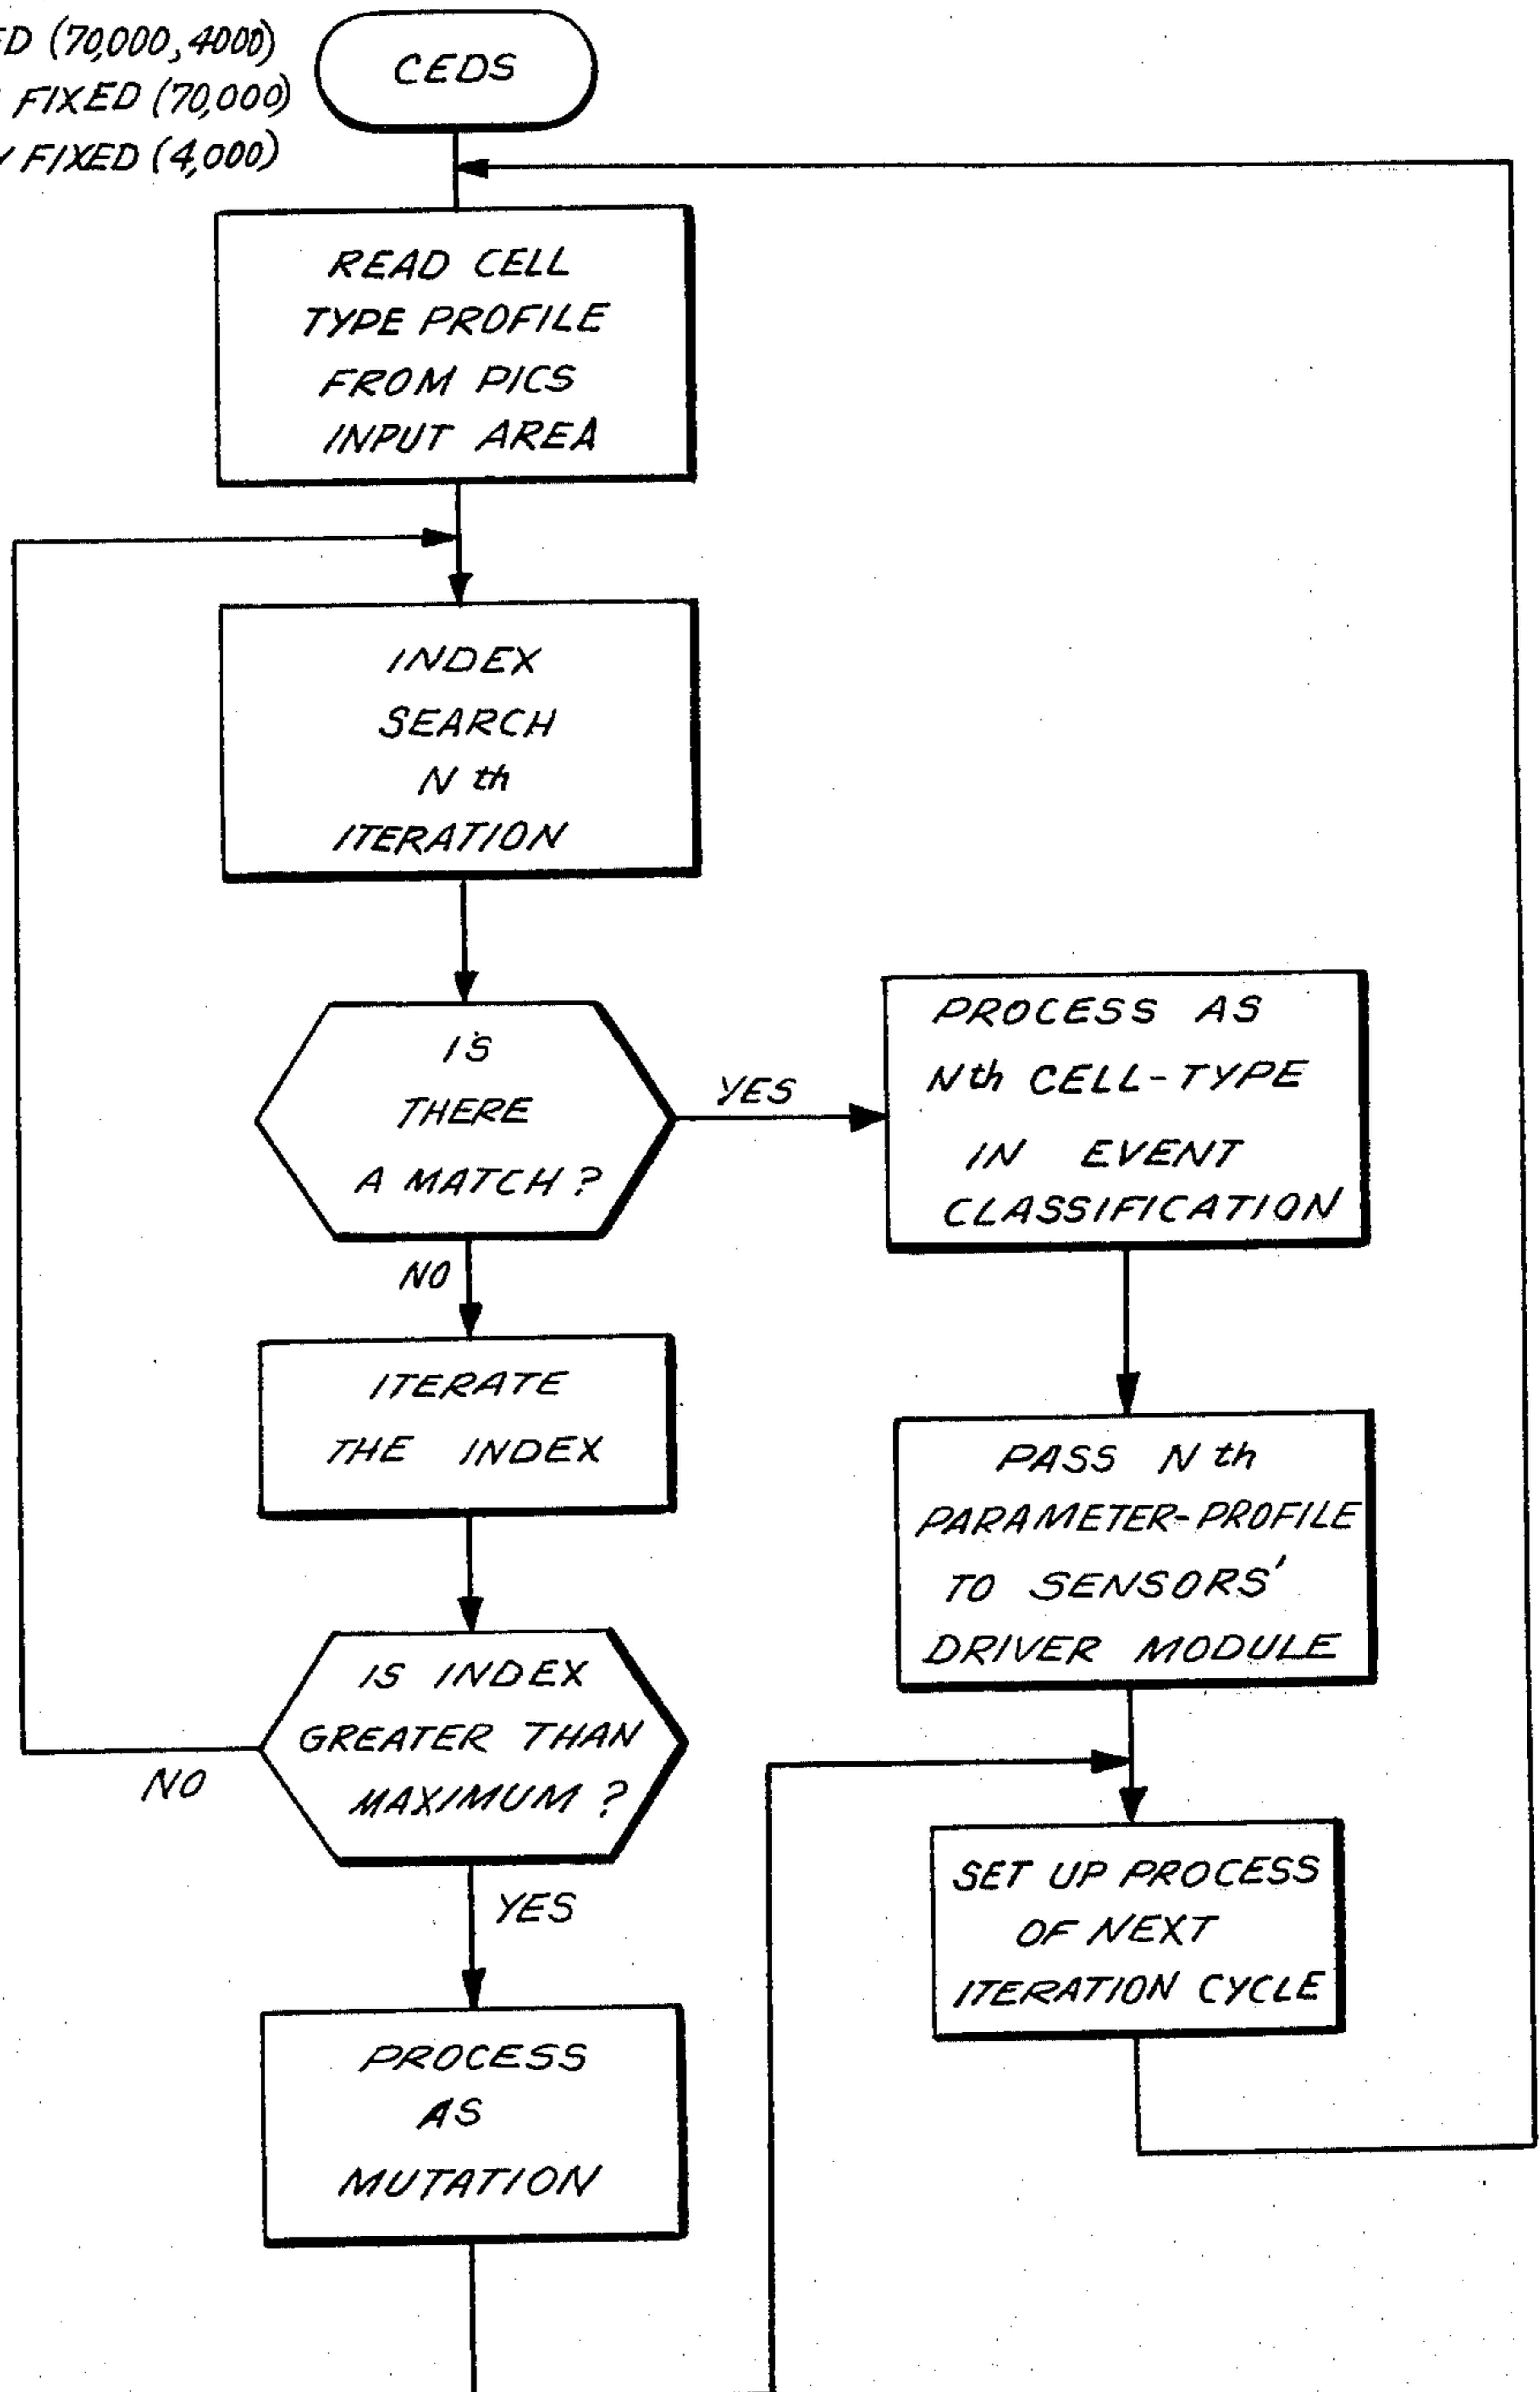 (70,000, 4000)
FIXED (70,000)
FIXED (4,000)
CEDS
READ CELL
TYPE PROFILE
FROM PICS
INPUT AREA
INDEX
SEARCH
N th
ITERATION
IS
THERE
A MATCH?
YES
NO
PROCESS AS
Nth CELL-TYPE
IN EVENT
CLASSIFICATION
ITERATE
THE INDEX
PASS Nth
PARAMETER-PROFILE
TO SENSORS'
DRIVER MODULE
IS INDEX
GREATER THAN
MAXIMUM?
NO
YES
SET UP PROCESS
OF NEXT
ITERATION CYCLE
PROCESS
AS
MUTATION